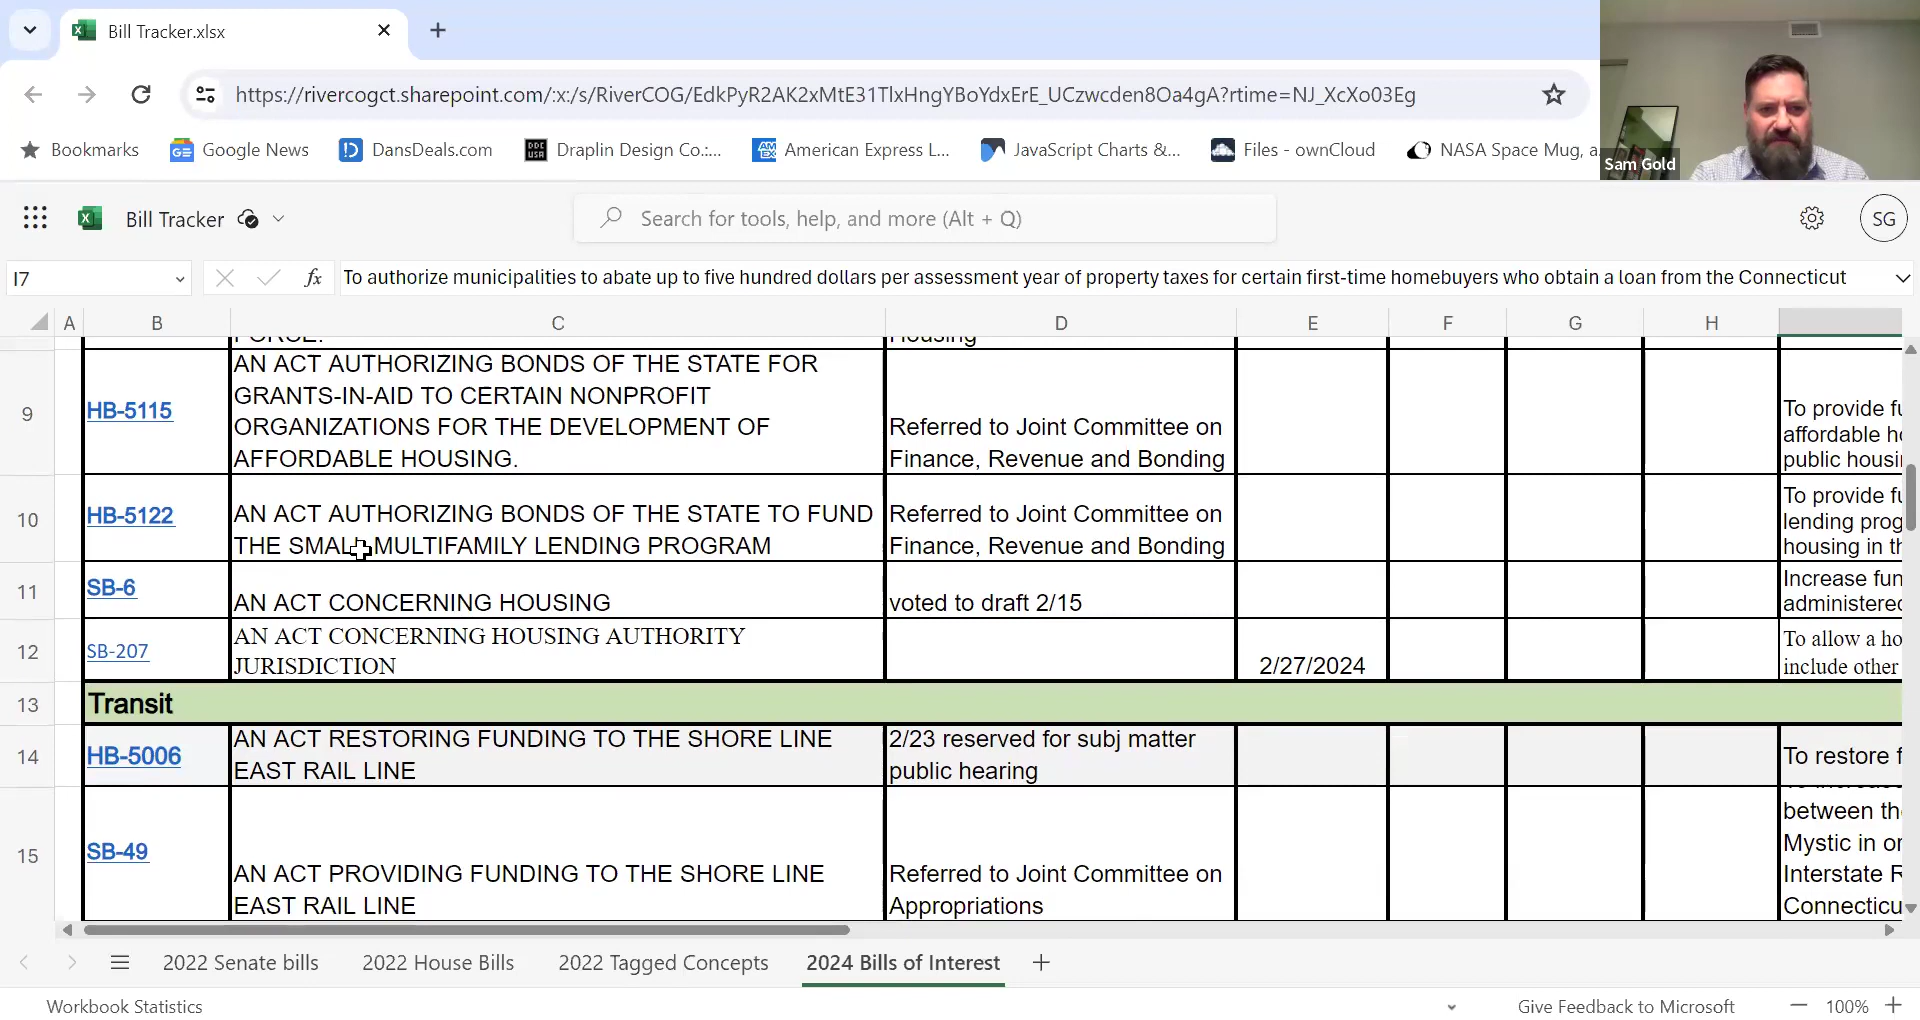 Bill Tracker.xlsx
https://rivercogct.sharepoint.com/:x:/s/RiverCOG/EdkPyR2AK2xMtE31TlxHngYBoYdxErE_UCzwcden8Oa4gA?rtime=NJ_XcXo03Eg
Bookmarks
Google News
DansDeals.com
DDC
USA
Draplin Design Co.:...
AM
EX
American Express L...
JavaScript Charts &...
Files - ownCloud
NASA Space Mug, a
Sam Gold
Bill Tracker
Search for tools, help, and more (Alt + Q)
SG
I7
fx
To authorize municipalities to abate up to five hundred dollars per assessment year of property taxes for certain first-time homebuyers who obtain a loan from the Connecticut
A
B
C
D
E
F
G
H
FORCE.
Housing
9
HB-5115
AN ACT AUTHORIZING BONDS OF THE STATE FOR
GRANTS-IN-AID TO CERTAIN NONPROFIT
ORGANIZATIONS FOR THE DEVELOPMENT OF
AFFORDABLE HOUSING.
Referred to Joint Committee on
Finance, Revenue and Bonding
To provide fu
affordable ho
public housi
10
HB-5122
AN ACT AUTHORIZING BONDS OF THE STATE TO FUND
THE SMALL MULTIFAMILY LENDING PROGRAM
Referred to Joint Committee on
Finance, Revenue and Bonding
To provide fu
lending prog
housing in th
11
SB-6
AN ACT CONCERNING HOUSING
voted to draft 2/15
Increase fun
administered
12
SB-207
AN ACT CONCERNING HOUSING AUTHORITY
JURISDICTION
2/27/2024
To allow a ho
include other
13
Transit
14
HB-5006
AN ACT RESTORING FUNDING TO THE SHORE LINE
EAST RAIL LINE
2/23 reserved for subj matter
public hearing
To restore f
15
SB-49
AN ACT PROVIDING FUNDING TO THE SHORE LINE
EAST RAIL LINE
Referred to Joint Committee on
Appropriations
between the
Mystic in or
Interstate R
Connecticu
2022 Senate bills
2022 House Bills
2022 Tagged Concepts
2024 Bills of Interest
Workbook Statistics
Give Feedback to Microsoft
100%